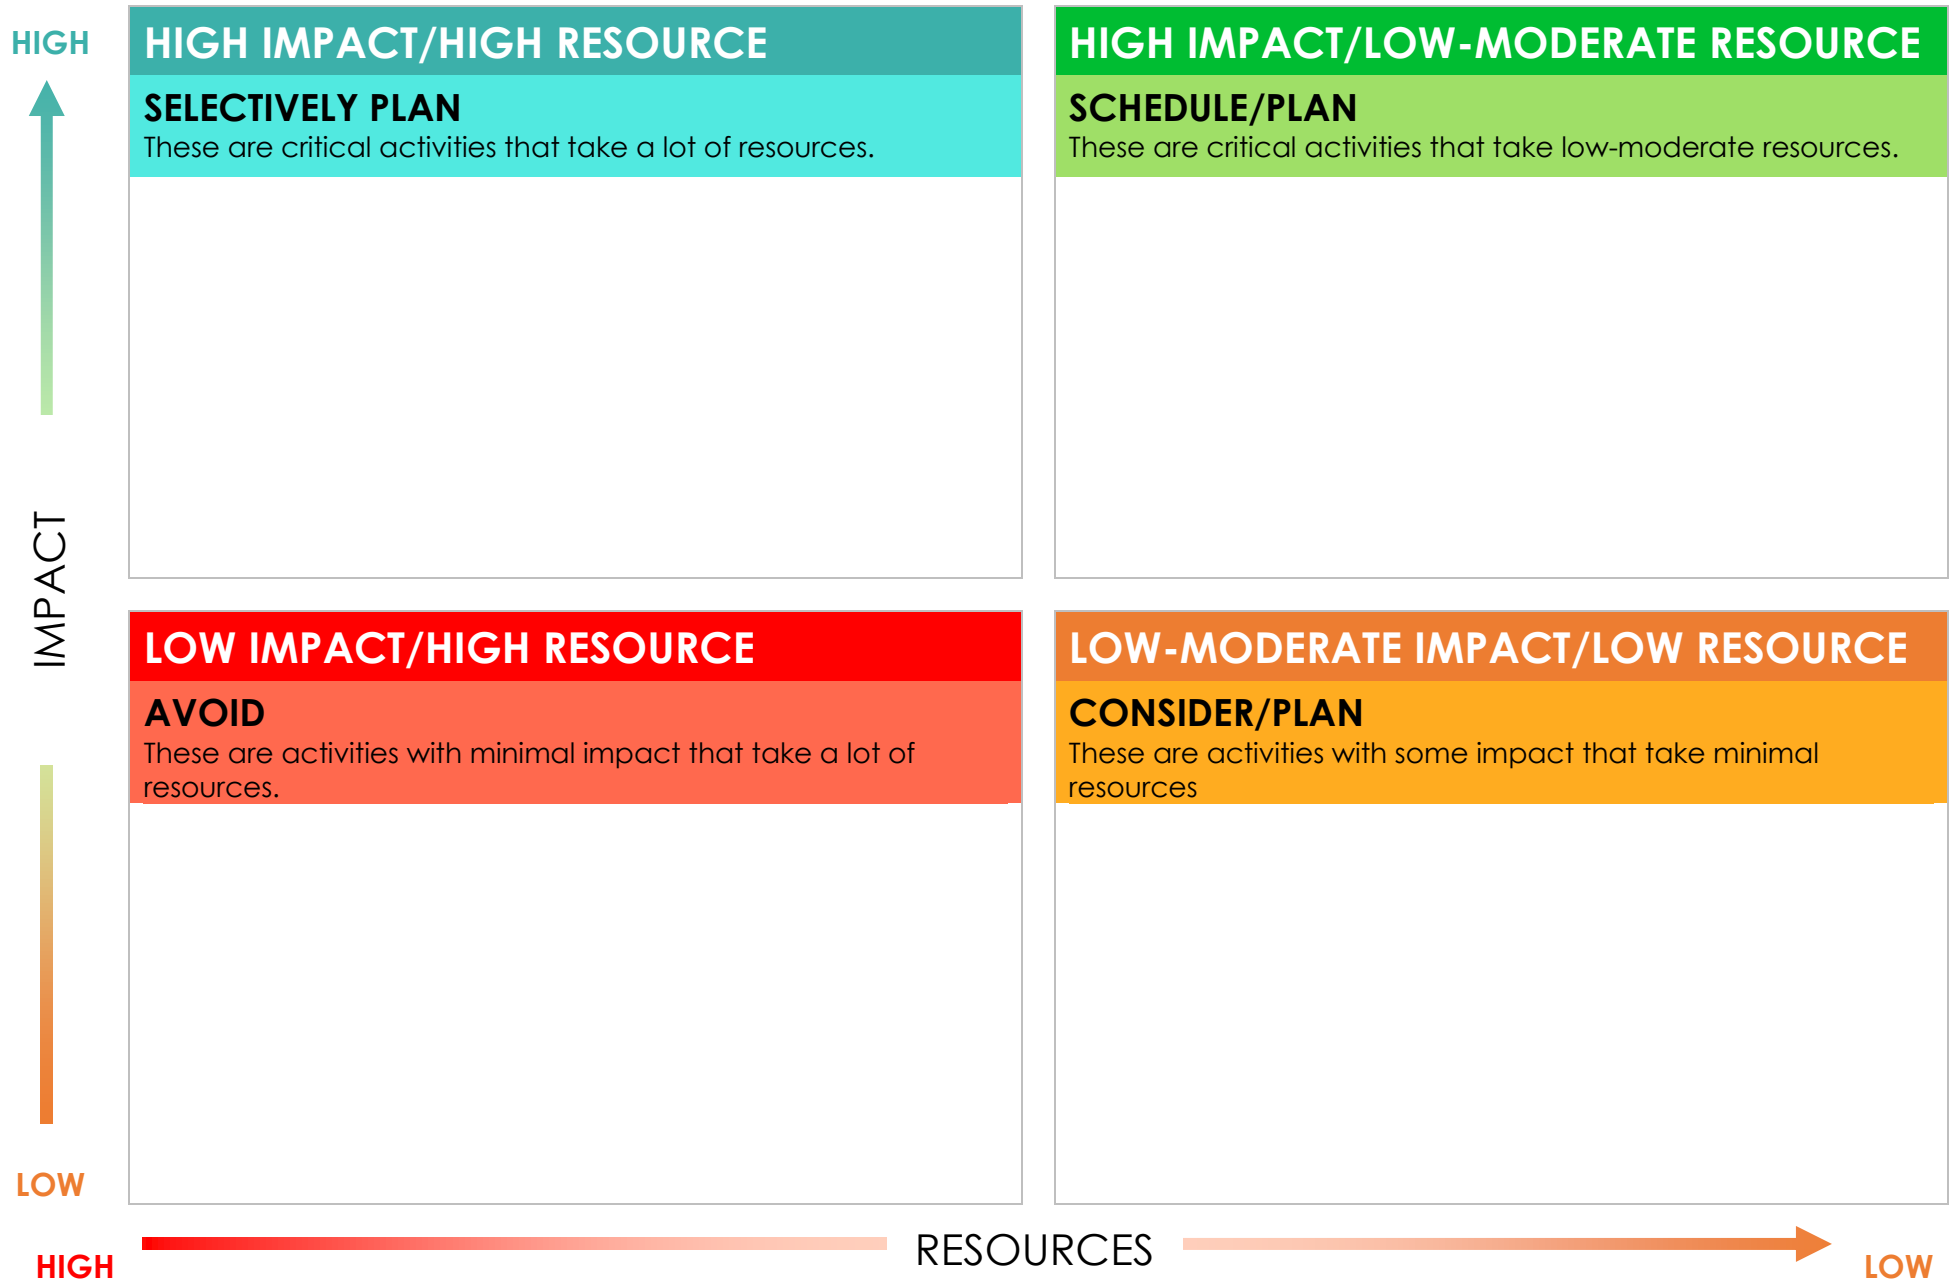 HIGH
HIGH IMPACT/HIGH RESOURCE
SELECTIVELY PLAN
These are critical activities that take a lot of resources.
HIGH IMPACT/LOW-MODERATE RESOURCE
SCHEDULE/PLAN
These are critical activities that take low-moderate resources.
IMPACT
LOW IMPACT/HIGH RESOURCE
AVOID
These are activities with minimal impact that take a lot of
resources.
LOW-MODERATE IMPACT/LOW RESOURCE
CONSIDER/PLAN
These are activities with some impact that take minimal
resources
LOW
HIGH
RESOURCES
LOW